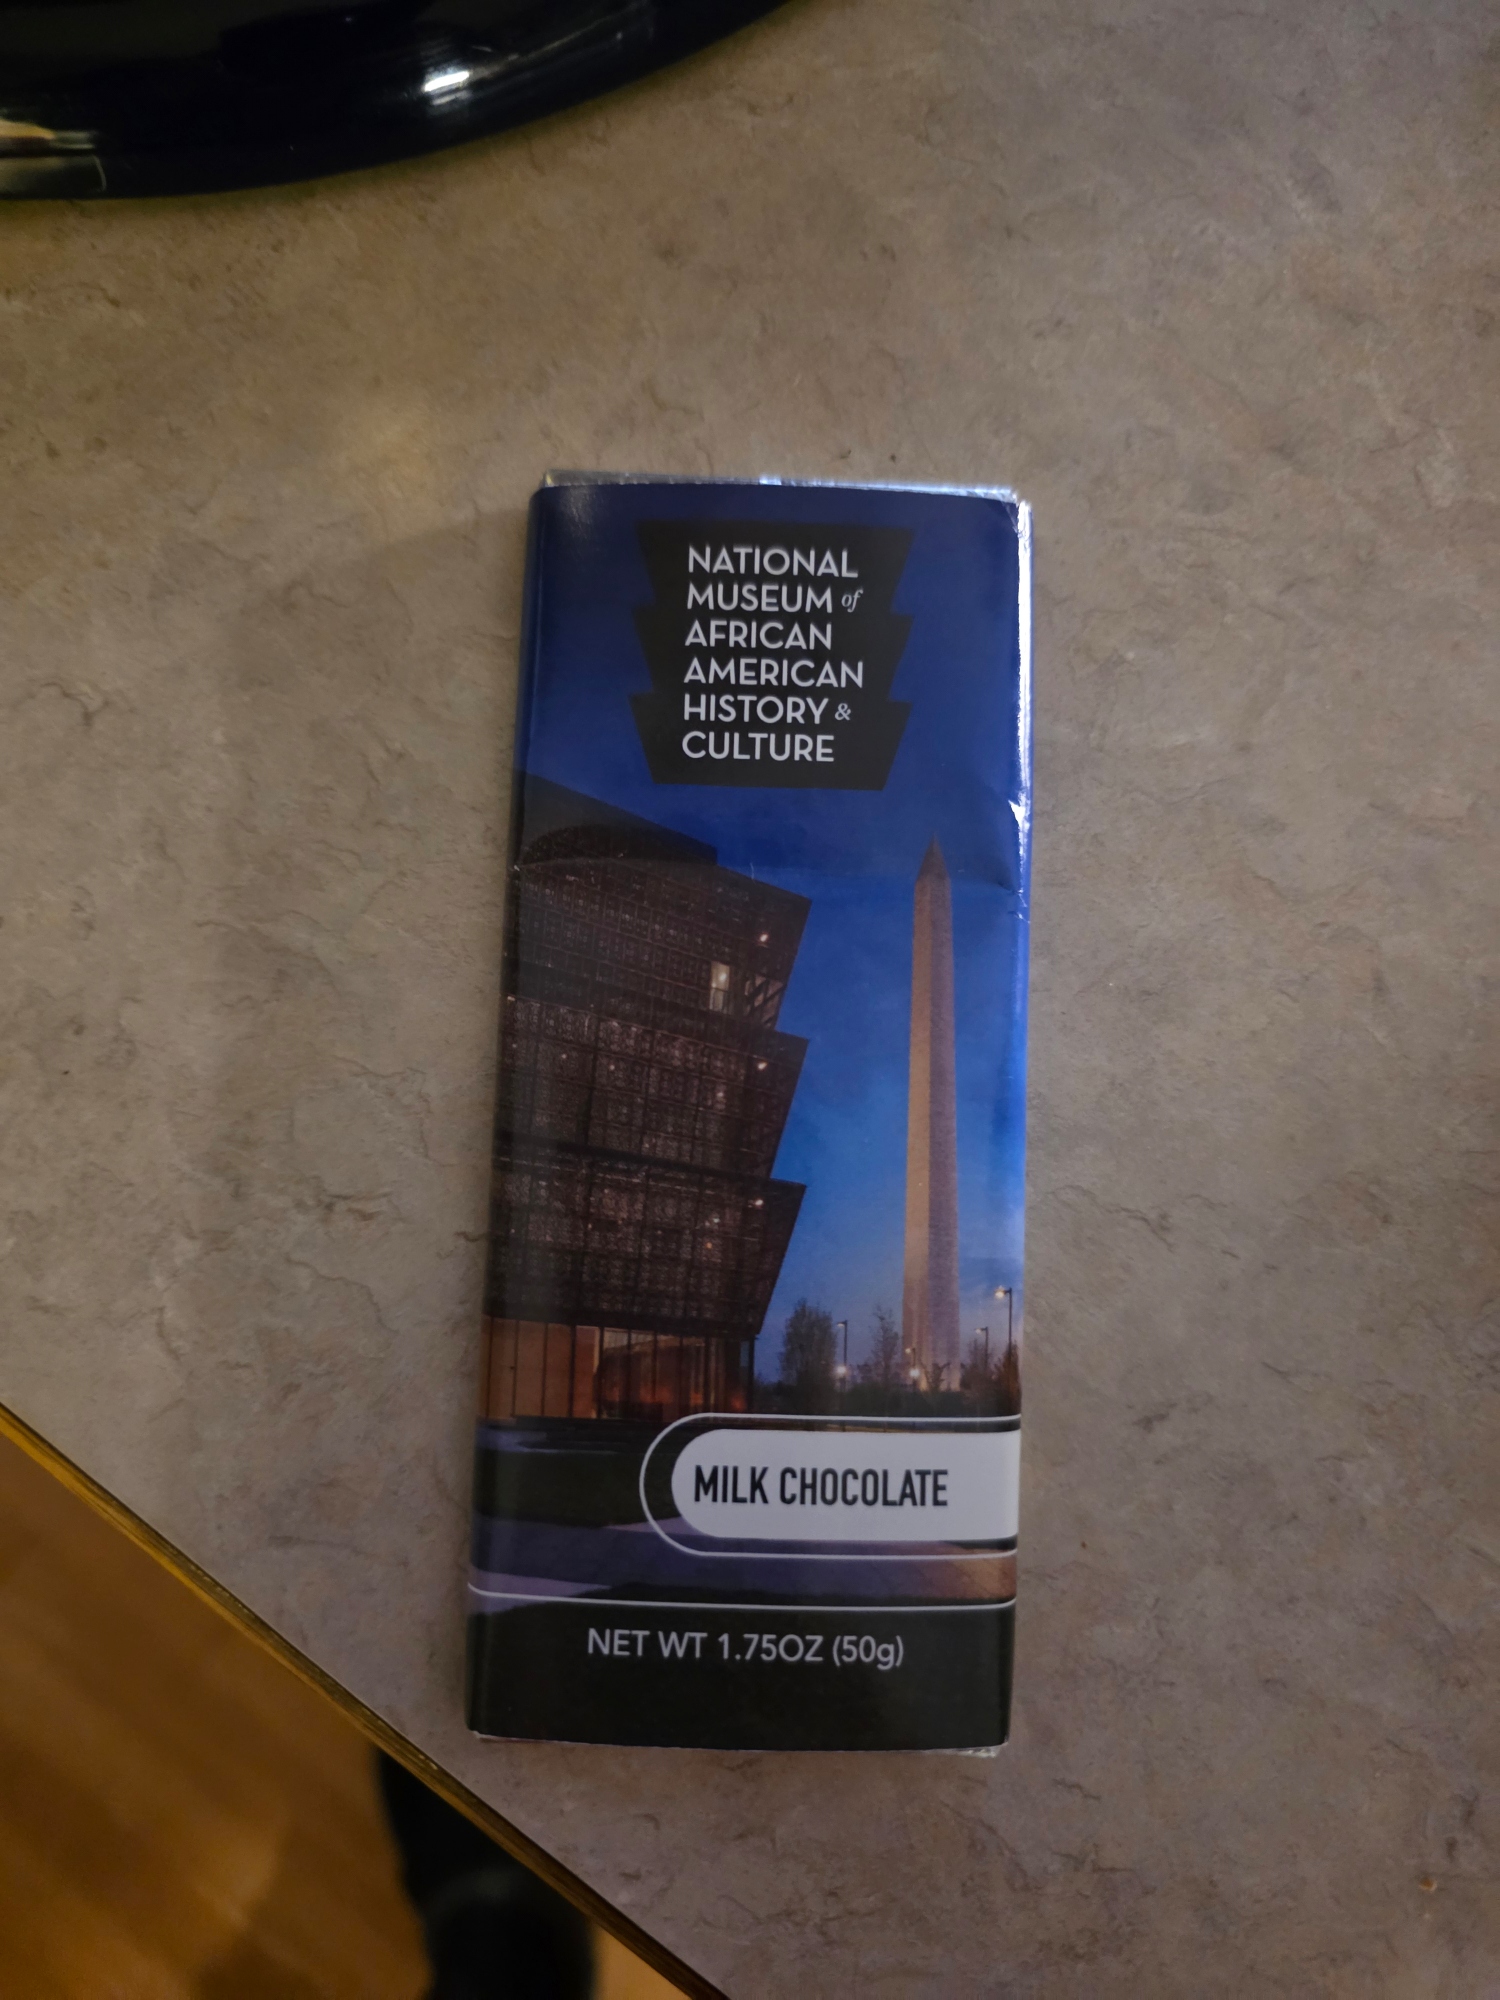 NATIONAL
MUSEUM of
AFRICAN
AMERICAN
HISTORY &
CULTURE
MILK CHOCOLATE
NET WT 1.75OZ (50g)